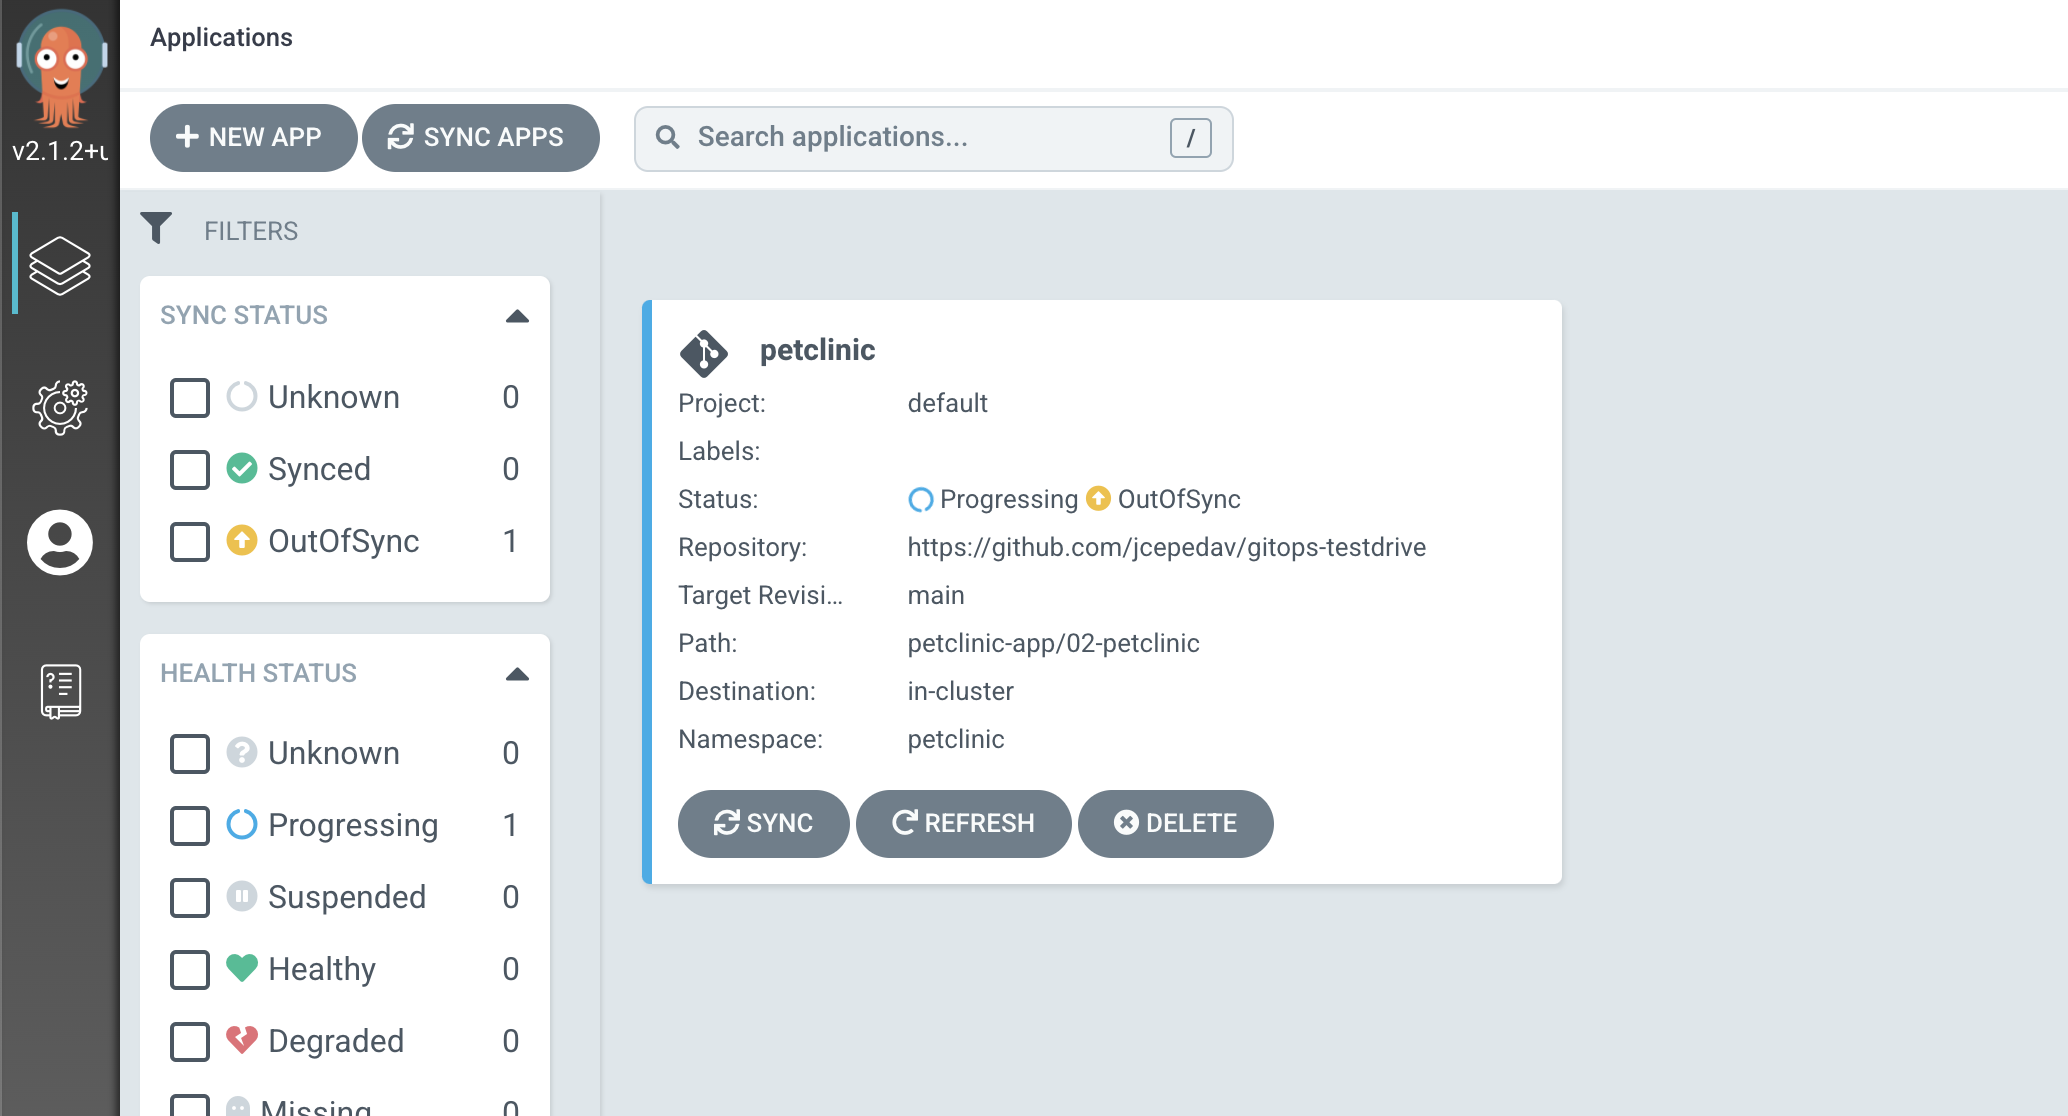 Applications
v2.1.2+u
NEW APP
SYNC APPS
Search applications...
/
FILTERS
SYNC STATUS
Unknown 0
Synced 0
OutOfSync 1
HEALTH STATUS
Unknown 0
Progressing 1
Suspended 0
Healthy 0
Degraded 0
Missing 0
petclinic
Project: default
Labels:
Status: Progressing OutOfSync
Repository: https://github.com/jcepedav/gitops-testdrive
Target Revisi... main
Path: petclinic-app/02-petclinic
Destination: in-cluster
Namespace: petclinic
SYNC
REFRESH
DELETE